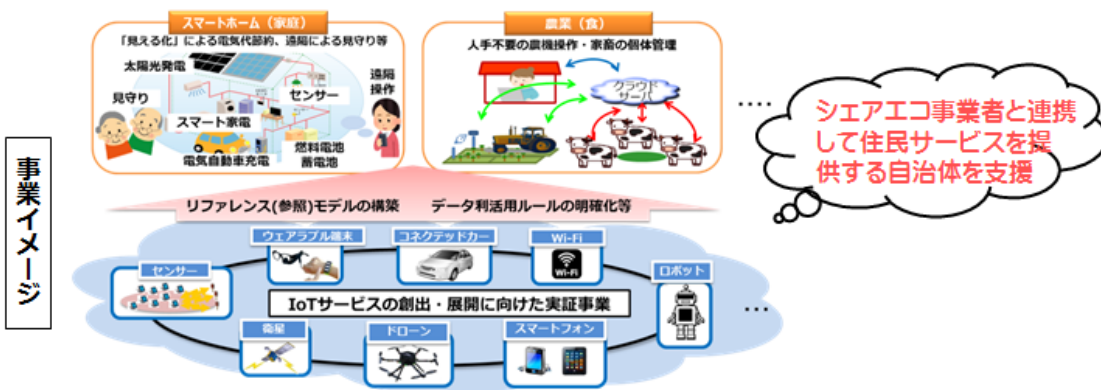 事業イメージ
スマートホーム（家庭）
「見える化」による電気代節約、遠隔による見守り等
太陽光発電
センサー
遠隔
操作
見守り
スマート家電
電気自動車充電
燃料電池
蓄電池
農業（食）
人手不要の農機操作・家畜の個体管理
クラウド
サーバ
‥‥
シェアエコ事業者と連携
して住民サービスを提
供する自治体を支援
リファレンス(参照)モデルの構築
データ利活用ルールの明確化等
ウェアラブル端末
コネクテッドカー
Wi-Fi
Wi-Fi
センサー
ロボット
IoTサービスの創出・展開に向けた実証事業
…
衛星
ドローン
スマートフォン